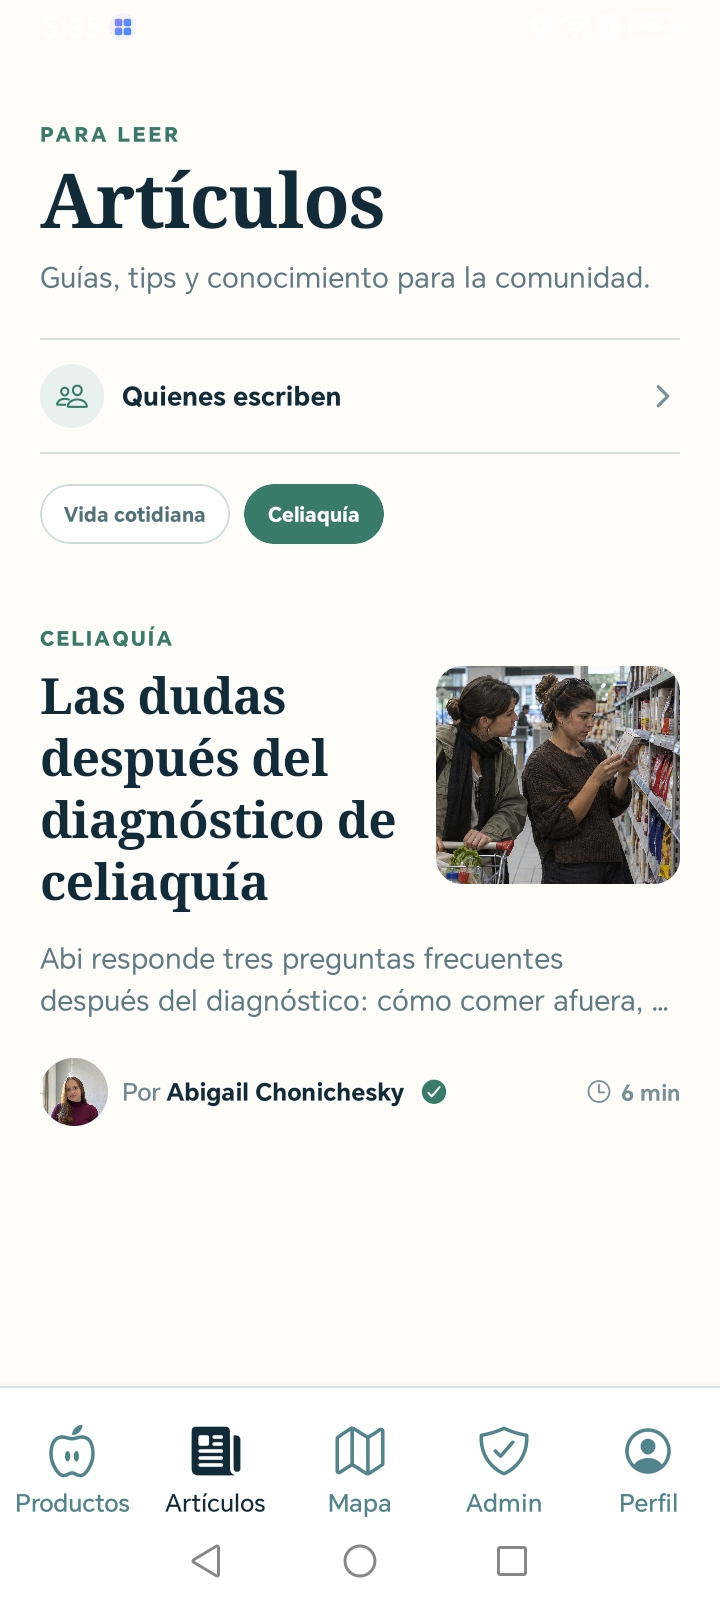 PARA LEER
Artículos
Guías, tips y conocimiento para la comunidad.
Quienes escriben
Vida cotidiana
Celiaquía
CELIAQUÍA
Las dudas
después del
diagnóstico de
celiaquía
Abi responde tres preguntas frecuentes
después del diagnóstico: cómo comer afuera, ...
Por Abigail Chonichesky
6 min
Productos
Artículos
Mapa
Admin
Perfil